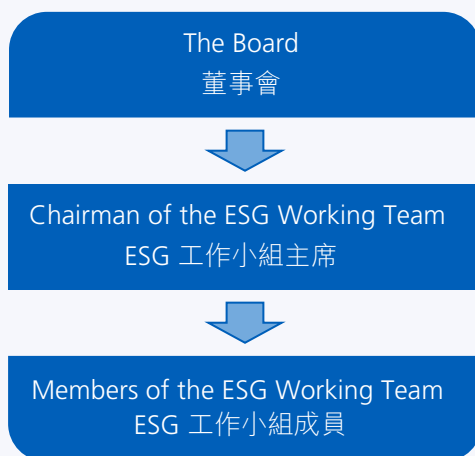 The Board
董事會
Chairman of the ESG Working Team
ESG 工作小組主席
Members of the ESG Working Team
ESG 工作小組成員